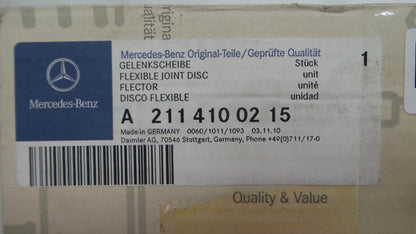 original
qualität
Mercedes-Benz Original-Teile/Geprüfte Qualität
GELENKSCHEIBE Stück 1
FLEXIBLE JOINT DISC unit
FLECTOR unité
DISCO FLEXIBLE unidad
Mercedes-Benz
A 211 410 02 15
Made in GERMANY 0060/1011/1093 03.11.10
Daimler AG, 70546 Stuttgart, Germany, Phone +49(0)711/17-0
Quality & Value